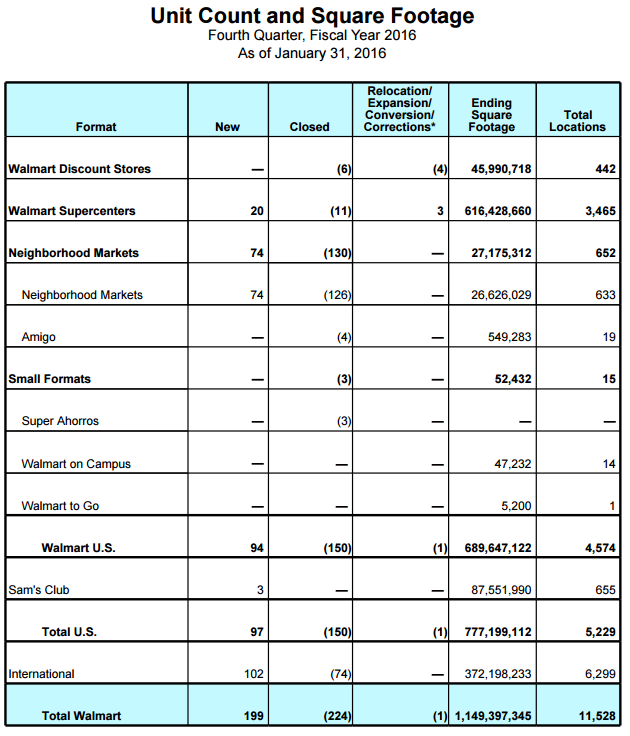 Unit Count and Square Footage
Fourth Quarter, Fiscal Year 2016
As of January 31, 2016
Format New Closed Relocation/ Expansion/ Conversion/ Corrections* Ending Square Footage Total Locations
Walmart Discount Stores — (6) (4) 45,990,718 442
Walmart Supercenters 20 (11) 3 616,428,660 3,465
Neighborhood Markets 74 (130) — 27,175,312 652
Neighborhood Markets 74 (126) — 26,626,029 633
Amigo — (4) — 549,283 19
Small Formats — (3) — 52,432 15
Super Ahorros — (3) — — —
Walmart on Campus — — — 47,232 14
Walmart to Go — — — 5,200 1
Walmart U.S. 94 (150) (1) 689,647,122 4,574
Sam's Club 3 — — 87,551,990 655
Total U.S. 97 (150) (1) 777,199,112 5,229
International 102 (74) — 372,198,233 6,299
Total Walmart 199 (224) (1) 1,149,397,345 11,528